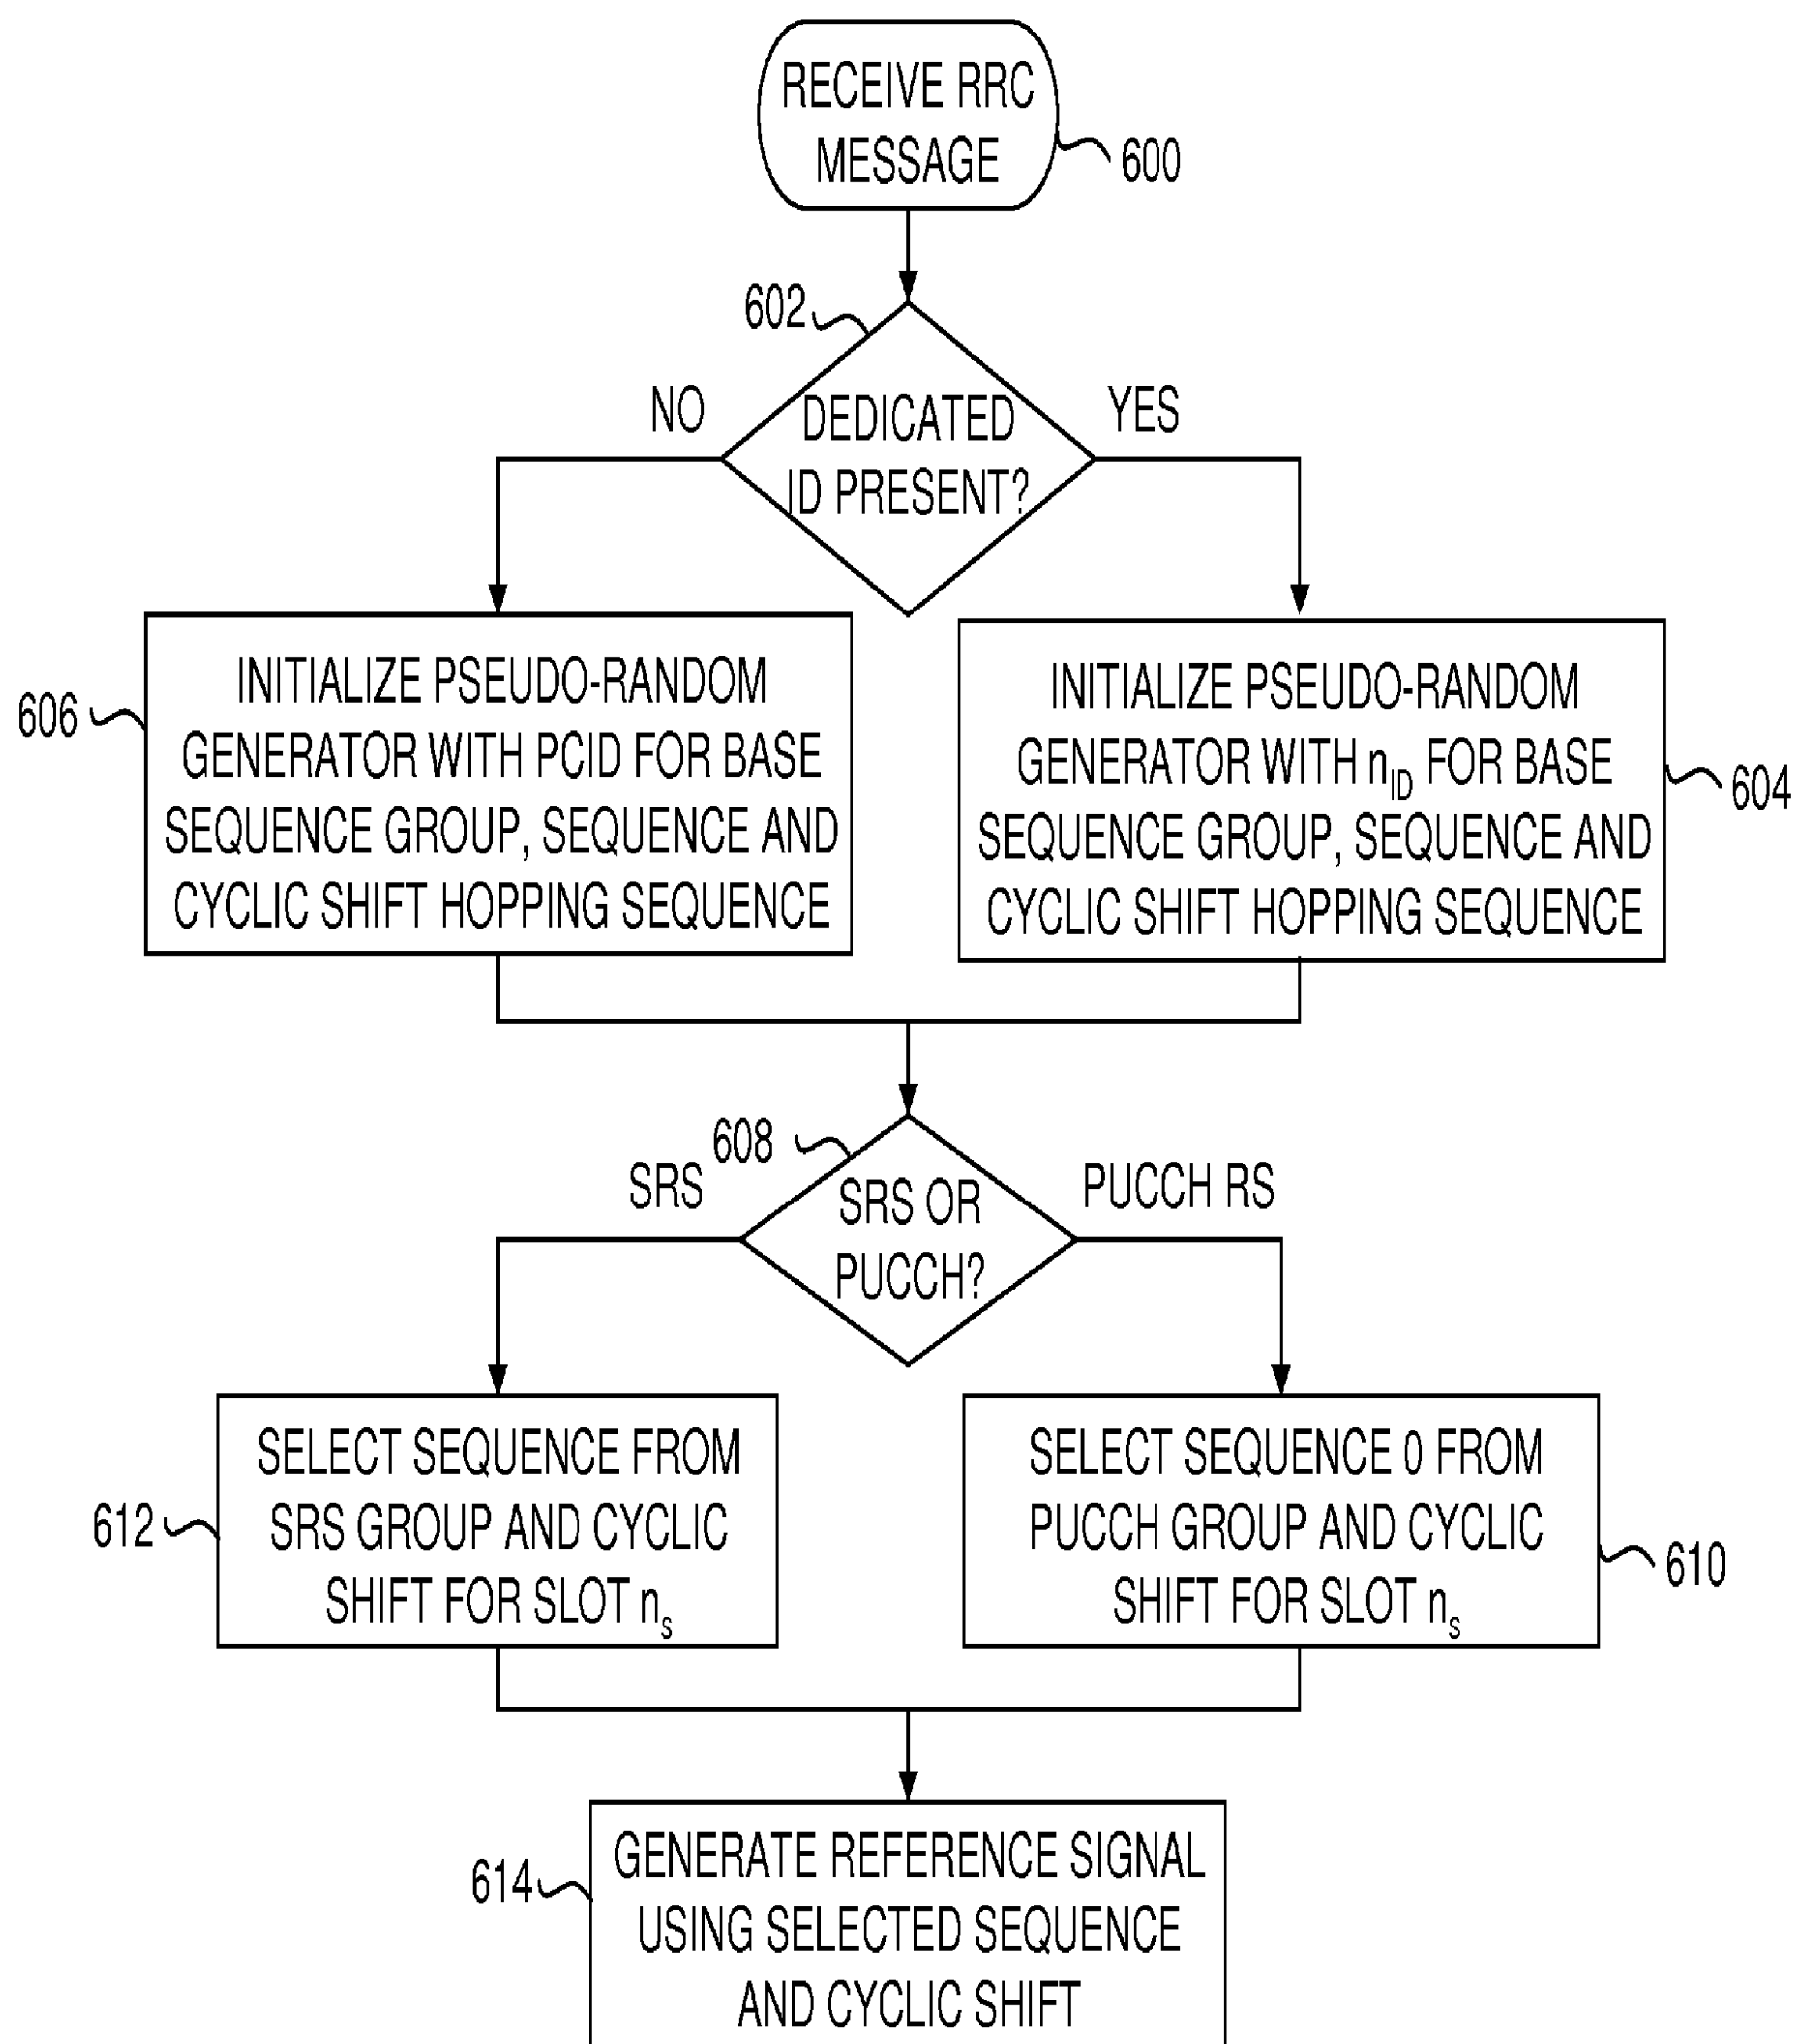 RECEIVE RRC
MESSAGE
600
602
NO
YES
DEDICATED
ID PRESENT?
606
INITIALIZE PSEUDO-RANDOM
GENERATOR WITH PCID FOR BASE
SEQUENCE GROUP, SEQUENCE AND
CYCLIC SHIFT HOPPING SEQUENCE
INITIALIZE PSEUDO-RANDOM
GENERATOR WITH n_ID FOR BASE
SEQUENCE GROUP, SEQUENCE AND
CYCLIC SHIFT HOPPING SEQUENCE
604
608
SRS
PUCCH RS
SRS OR
PUCCH?
612
SELECT SEQUENCE FROM
SRS GROUP AND CYCLIC
SHIFT FOR SLOT n_s
SELECT SEQUENCE 0 FROM
PUCCH GROUP AND CYCLIC
SHIFT FOR SLOT n_s
610
614
GENERATE REFERENCE SIGNAL
USING SELECTED SEQUENCE
AND CYCLIC SHIFT